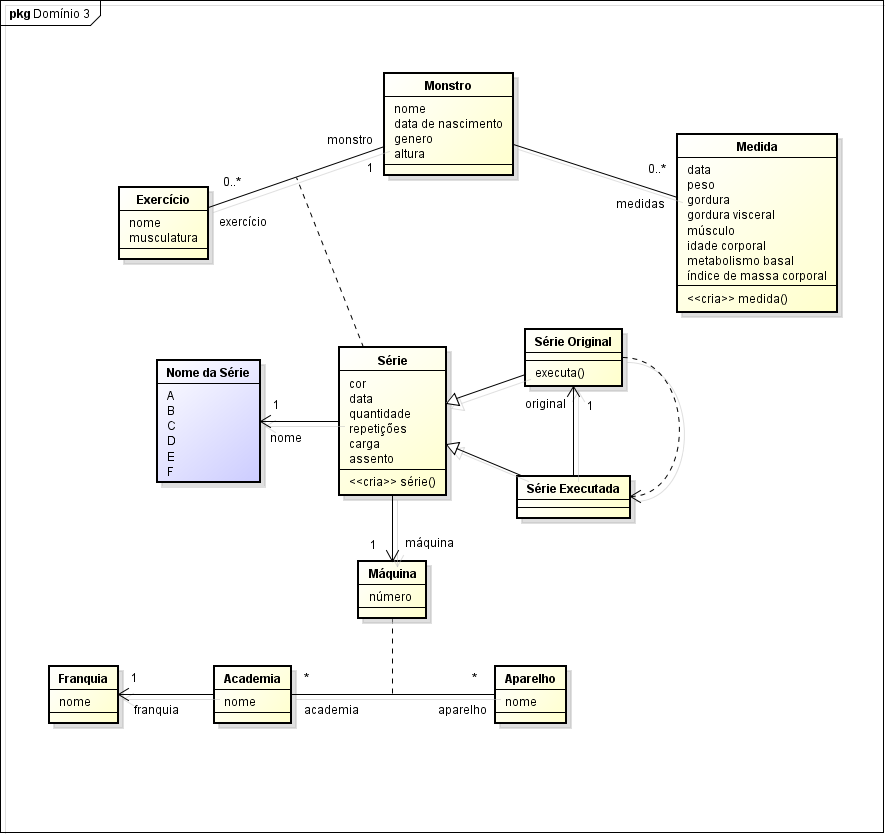 pkg Domínio 3
Monstro
nome
data de nascimento
genero
altura
monstro
1
0..*
exercício
Exercício
nome
musculatura
0..*
medidas
Medida
data
peso
gordura
gordura visceral
músculo
idade corporal
metabolismo basal
índice de massa corporal
<<cria>> medida()
Nome da Série
A
B
C
D
E
F
1
nome
Série
cor
data
quantidade
repetições
carga
assento
<<cria>> série()
Série Original
executa()
original
1
Série Executada
1
máquina
Máquina
número
Franquia
nome
1
franquia
Academia
nome
*
academia
*
aparelho
Aparelho
nome